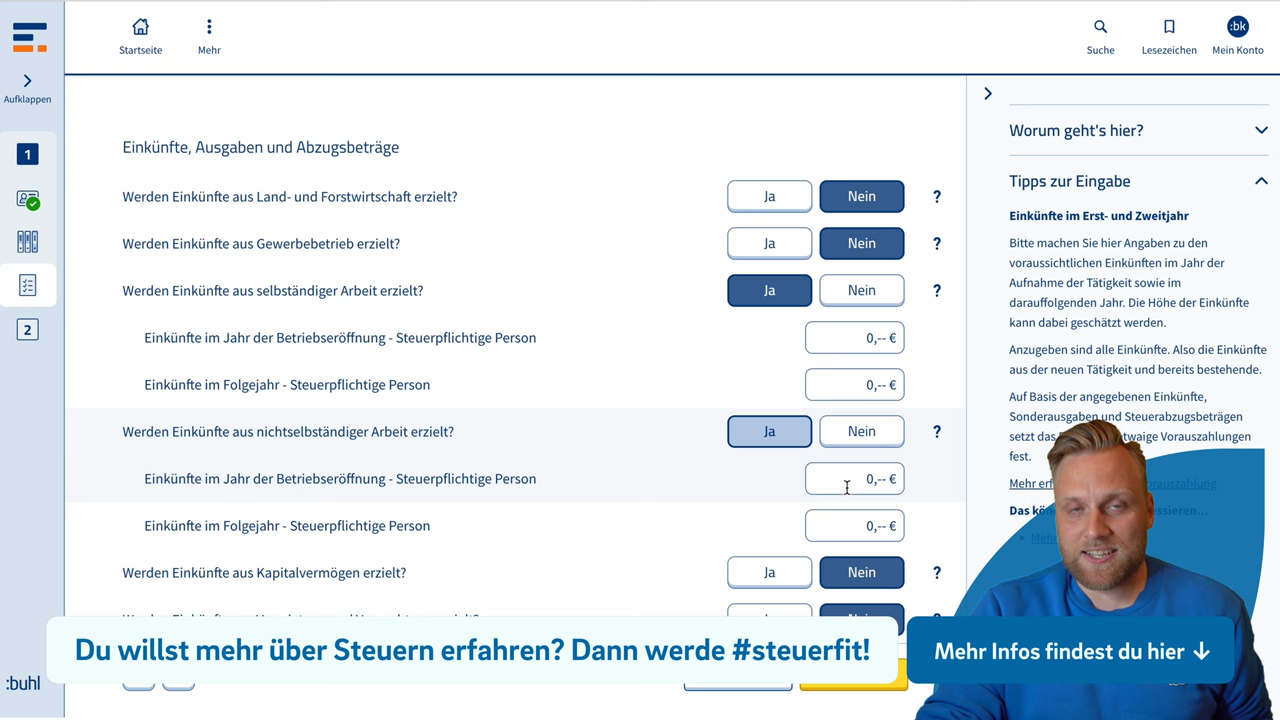 Startseite
Mehr
Suche
Lesezeichen
:bk
Mein Konto
Aufklappen
1
2
:buhl
Einkünfte, Ausgaben und Abzugsbeträge
Werden Einkünfte aus Land- und Forstwirtschaft erzielt? Ja Nein ?
Werden Einkünfte aus Gewerbebetrieb erzielt? Ja Nein ?
Werden Einkünfte aus selbständiger Arbeit erzielt? Ja Nein ?
Einkünfte im Jahr der Betriebseröffnung - Steuerpflichtige Person 0,-- €
Einkünfte im Folgejahr - Steuerpflichtige Person 0,-- €
Werden Einkünfte aus nichtselbständiger Arbeit erzielt? Ja Nein ?
Einkünfte im Jahr der Betriebseröffnung - Steuerpflichtige Person 0,-- €
Einkünfte im Folgejahr - Steuerpflichtige Person 0,-- €
Werden Einkünfte aus Kapitalvermögen erzielt? Ja Nein ?
Worum geht's hier?
Tipps zur Eingabe
Einkünfte im Erst- und Zweitjahr
Bitte machen Sie hier Angaben zu den
voraussichtlichen Einkünften im Jahr der
Aufnahme der Tätigkeit sowie im
darauffolgenden Jahr. Die Höhe der Einkünfte
kann dabei geschätzt werden.
Anzugeben sind alle Einkünfte. Also die Einkünfte
aus der neuen Tätigkeit und bereits bestehende.
Auf Basis der angegebenen Einkünfte,
Sonderausgaben und Steuerabzugsbeträgen
setzt das etwaige Vorauszahlungen
fest.
Mehr
Das
Du willst mehr über Steuern erfahren? Dann werde #steuerfit!
Mehr Infos findest du hier ↓